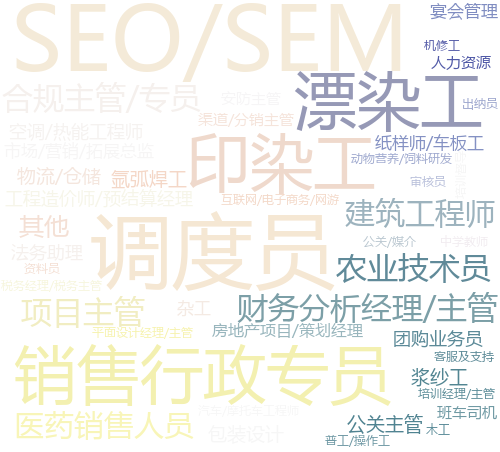 SEO/SEM
宴会管理
机修工
人力资源
合规主管/专员
安防主管
漂染工
出纳员
渠道/分销主管
空调/热能工程师
印染工
纸样师/车板工
市场/营销/拓展总监
动物营养/饲料研发
物流/仓储
氩弧焊工
审核员
工程造价师/预结算经理
互联网/电子商务/网游
建筑工程师
其他
调度员
公关/媒介
中学教师
法务助理
农业技术员
资料员
税务经理/税务主管
项目主管
杂工
财务分析经理/主管
平面设计经理/主管
房地产项目/策划经理
团购业务员
销售行政专员
客服及支持
浆纱工
培训经理/主管
汽车/摩托车工程师
班车司机
医药销售人员
包装设计
公关主管
木工
普工/操作工